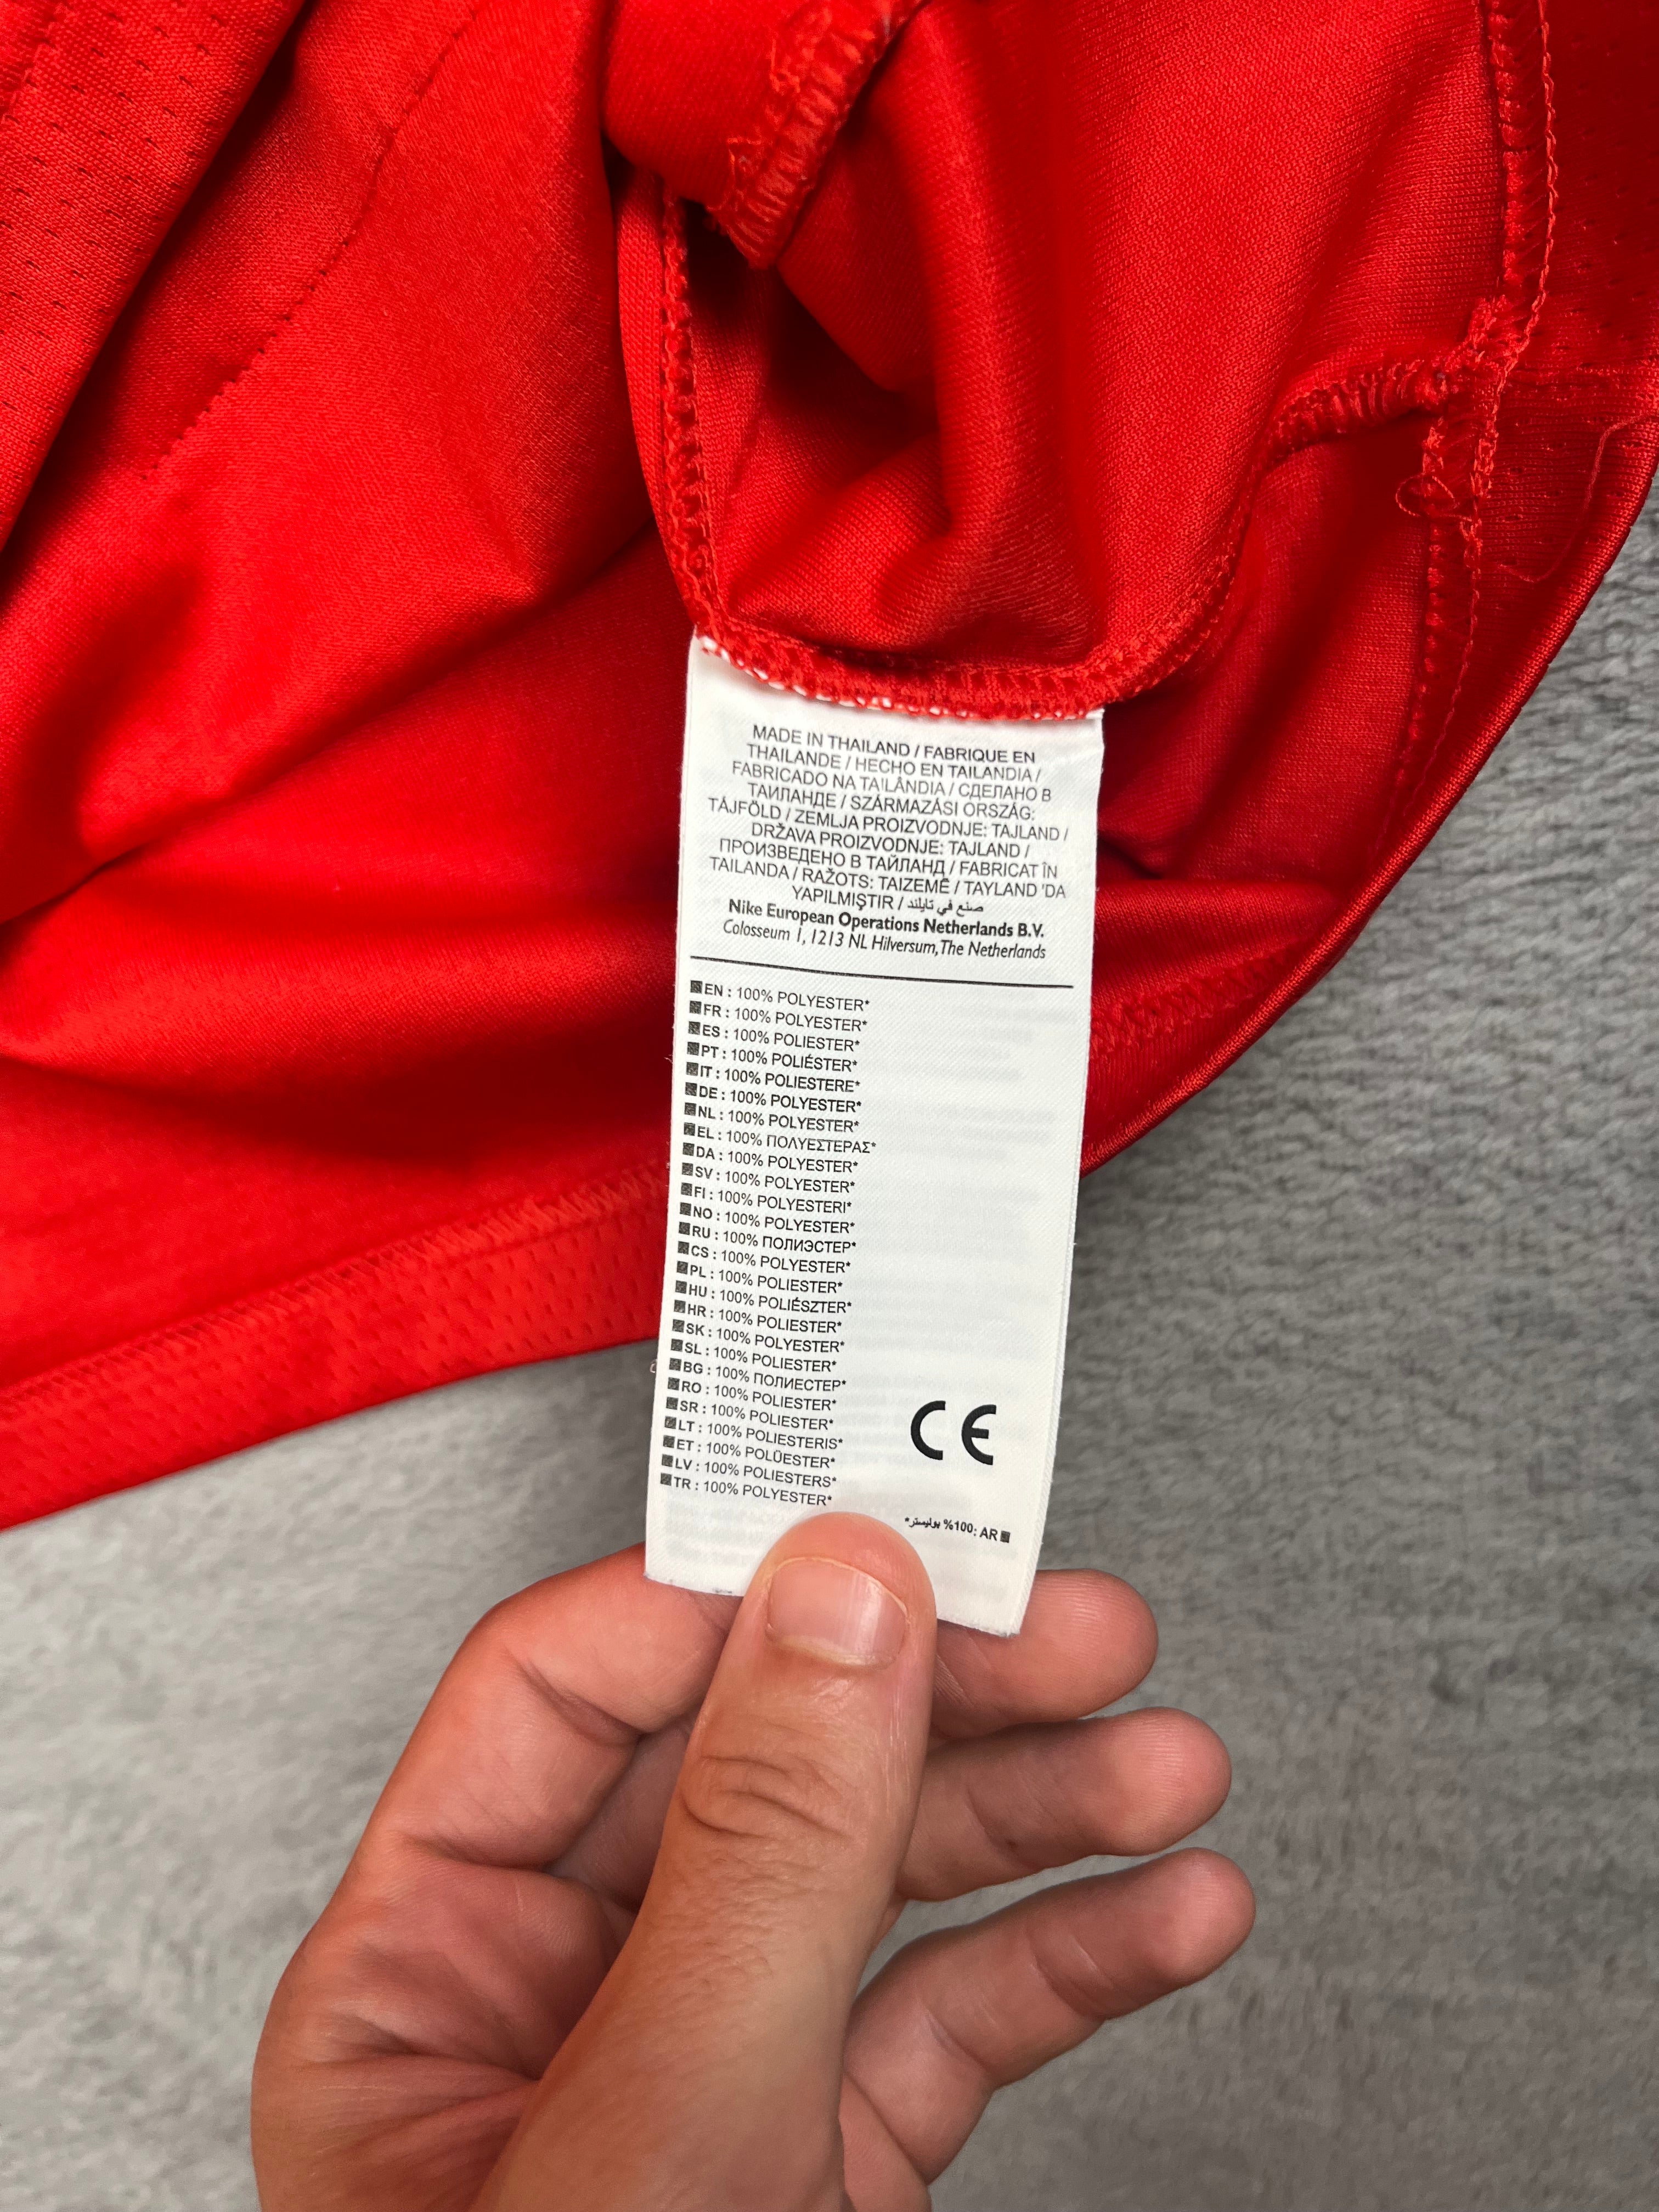 MADE IN THAILAND / FABRIQUE EN
THAILANDE / HECHO EN TAILANDIA /
FABRICADO NA TAILÂNDIA / СДЕЛАНО В
ТАИЛАНДЕ / SZÁRMAZÁSI ORSZÁG:
TÁJFÖLD / ZEMLJA PROIZVODNJE: TAJLAND /
DRŽAVA PROIZVODNJE: TAJLAND /
ПРОИЗВЕДЕНО В ТАЙЛАНД / FABRICAT ÎN
TAILANDA / RAŽOTS: TAIZEMĒ / TAYLAND 'DA
YAPILMIŞTIR / صنع في تايلند
Nike European Operations Netherlands B.V.
Colosseum 1, 1213 NL Hilversum, The Netherlands
EN : 100% POLYESTER*
FR : 100% POLYESTER*
ES : 100% POLIESTER*
PT : 100% POLIÉSTER*
IT : 100% POLIESTERE*
DE : 100% POLYESTER*
NL : 100% POLYESTER*
EL : 100% ΠΟΛΥΕΣΤΕΡΑΣ*
DA : 100% POLYESTER*
SV : 100% POLYESTER*
FI : 100% POLYESTERI*
NO : 100% POLYESTER*
RU : 100% ПОЛИЭСТЕР*
CS : 100% POLYESTER*
PL : 100% POLIESTER*
HU : 100% POLIÉSZTER*
HR : 100% POLIESTER*
SK : 100% POLYESTER*
SL : 100% POLIESTER*
BG : 100% ПОЛИЕСТЕР*
RO : 100% POLIESTER*
SR : 100% POLIESTER*
LT : 100% POLIESTERIS*
ET : 100% POLÜESTER*
LV : 100% POLIESTERS*
TR : 100% POLYESTER*
CE
AR :100% بوليستر*